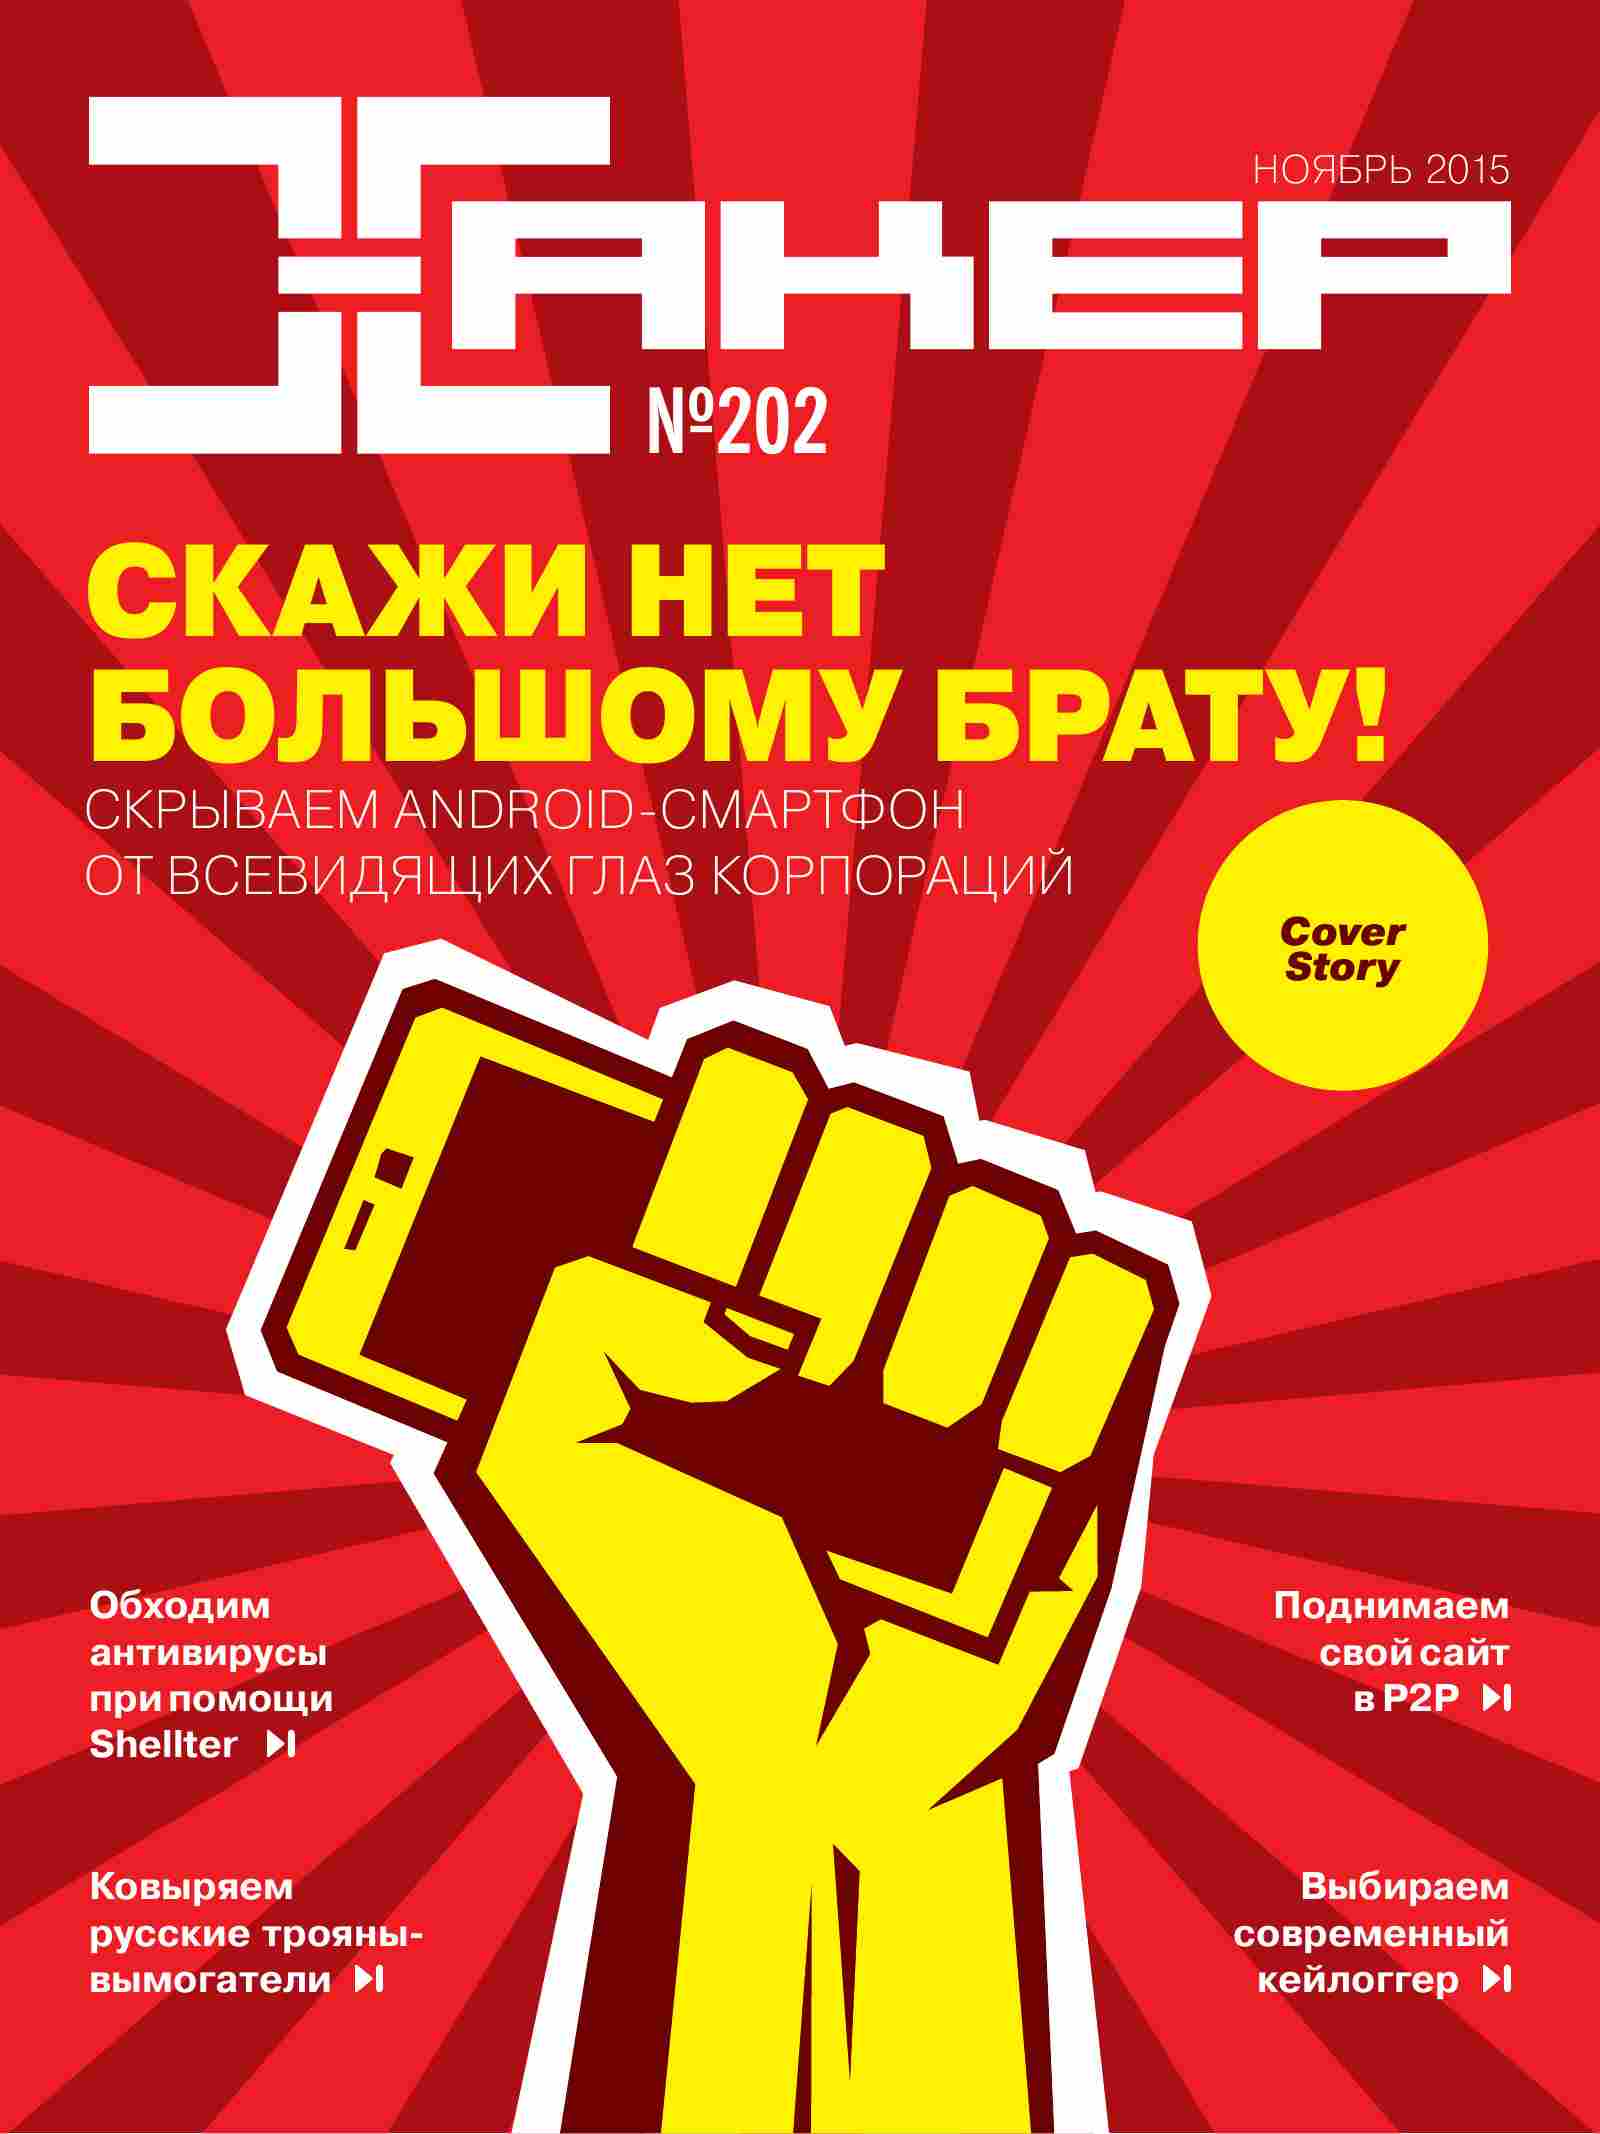 НОЯБРЬ 2015
ХАКЕР
№202
СКАЖИ НЕТ
БОЛЬШОМУ БРАТУ!
СКРЫВАЕМ ANDROID-СМАРТФОН
ОТ ВСЕВИДЯЩИХ ГЛАЗ КОРПОРАЦИЙ
Cover
Story
Обходим
антивирусы
при помощи
Shellter
Поднимаем
свой сайт
в P2P
Ковыряем
русские трояны-
вымогатели
Выбираем
современный
кейлоггер